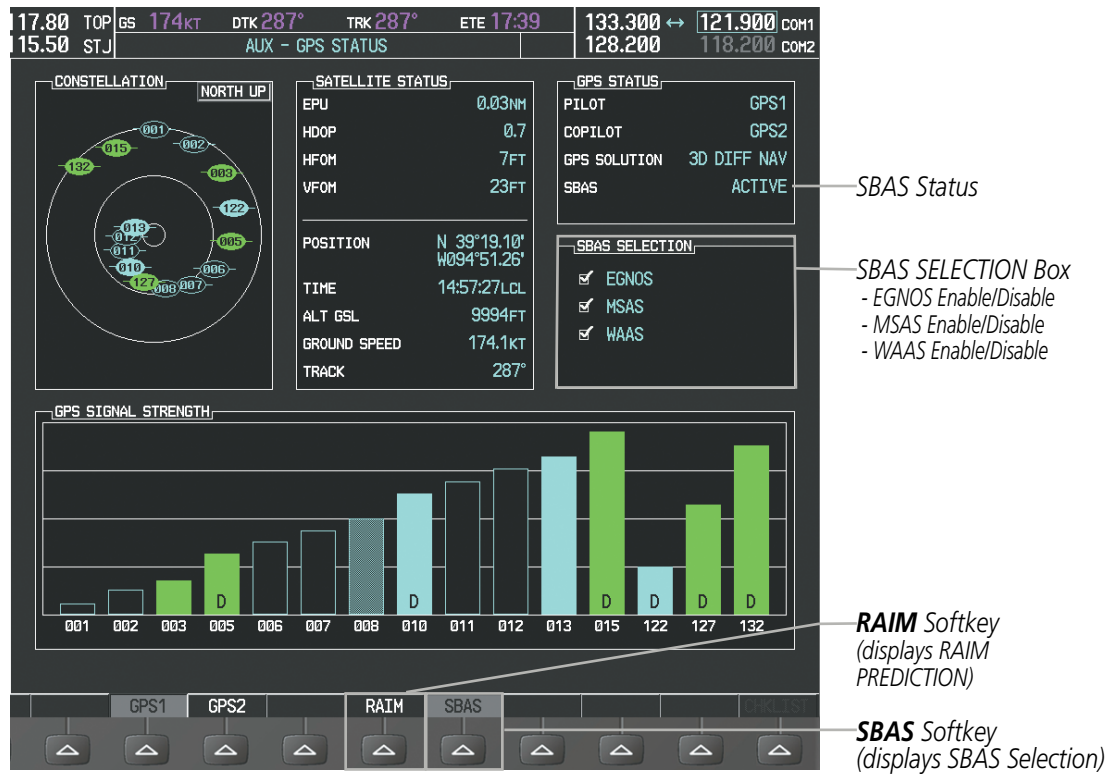 117.80 TOP GS 174KT DTK 287° TRK 287° ETE 17:39 133.300 ↔ 121.900 COM1
115.50 STJ AUX - GPS STATUS 128.200 118.200 COM2
CONSTELLATION
NORTH UP
001
002
015
132
003
122
013
012
005
011
010
006
127
008
007
SATELLITE STATUS
EPU 0.03NM
HDOP 0.7
HFOM 7FT
VFOM 23FT
POSITION N 39°19.10'
W094°51.26'
TIME 14:57:27LCL
ALT GSL 9994FT
GROUND SPEED 174.1KT
TRACK 287°
GPS STATUS
PILOT GPS1
COPILOT GPS2
GPS SOLUTION 3D DIFF NAV
SBAS ACTIVE
SBAS Status
SBAS SELECTION
EGNOS
MSAS
WAAS
SBAS SELECTION Box
- EGNOS Enable/Disable
- MSAS Enable/Disable
- WAAS Enable/Disable
GPS SIGNAL STRENGTH
D D D D D D
001 002 003 005 006 007 008 010 011 012 013 015 122 127 132
RAIM Softkey
(displays RAIM
PREDICTION)
GPS1 GPS2 RAIM SBAS CHKLIST
SBAS Softkey
(displays SBAS Selection)